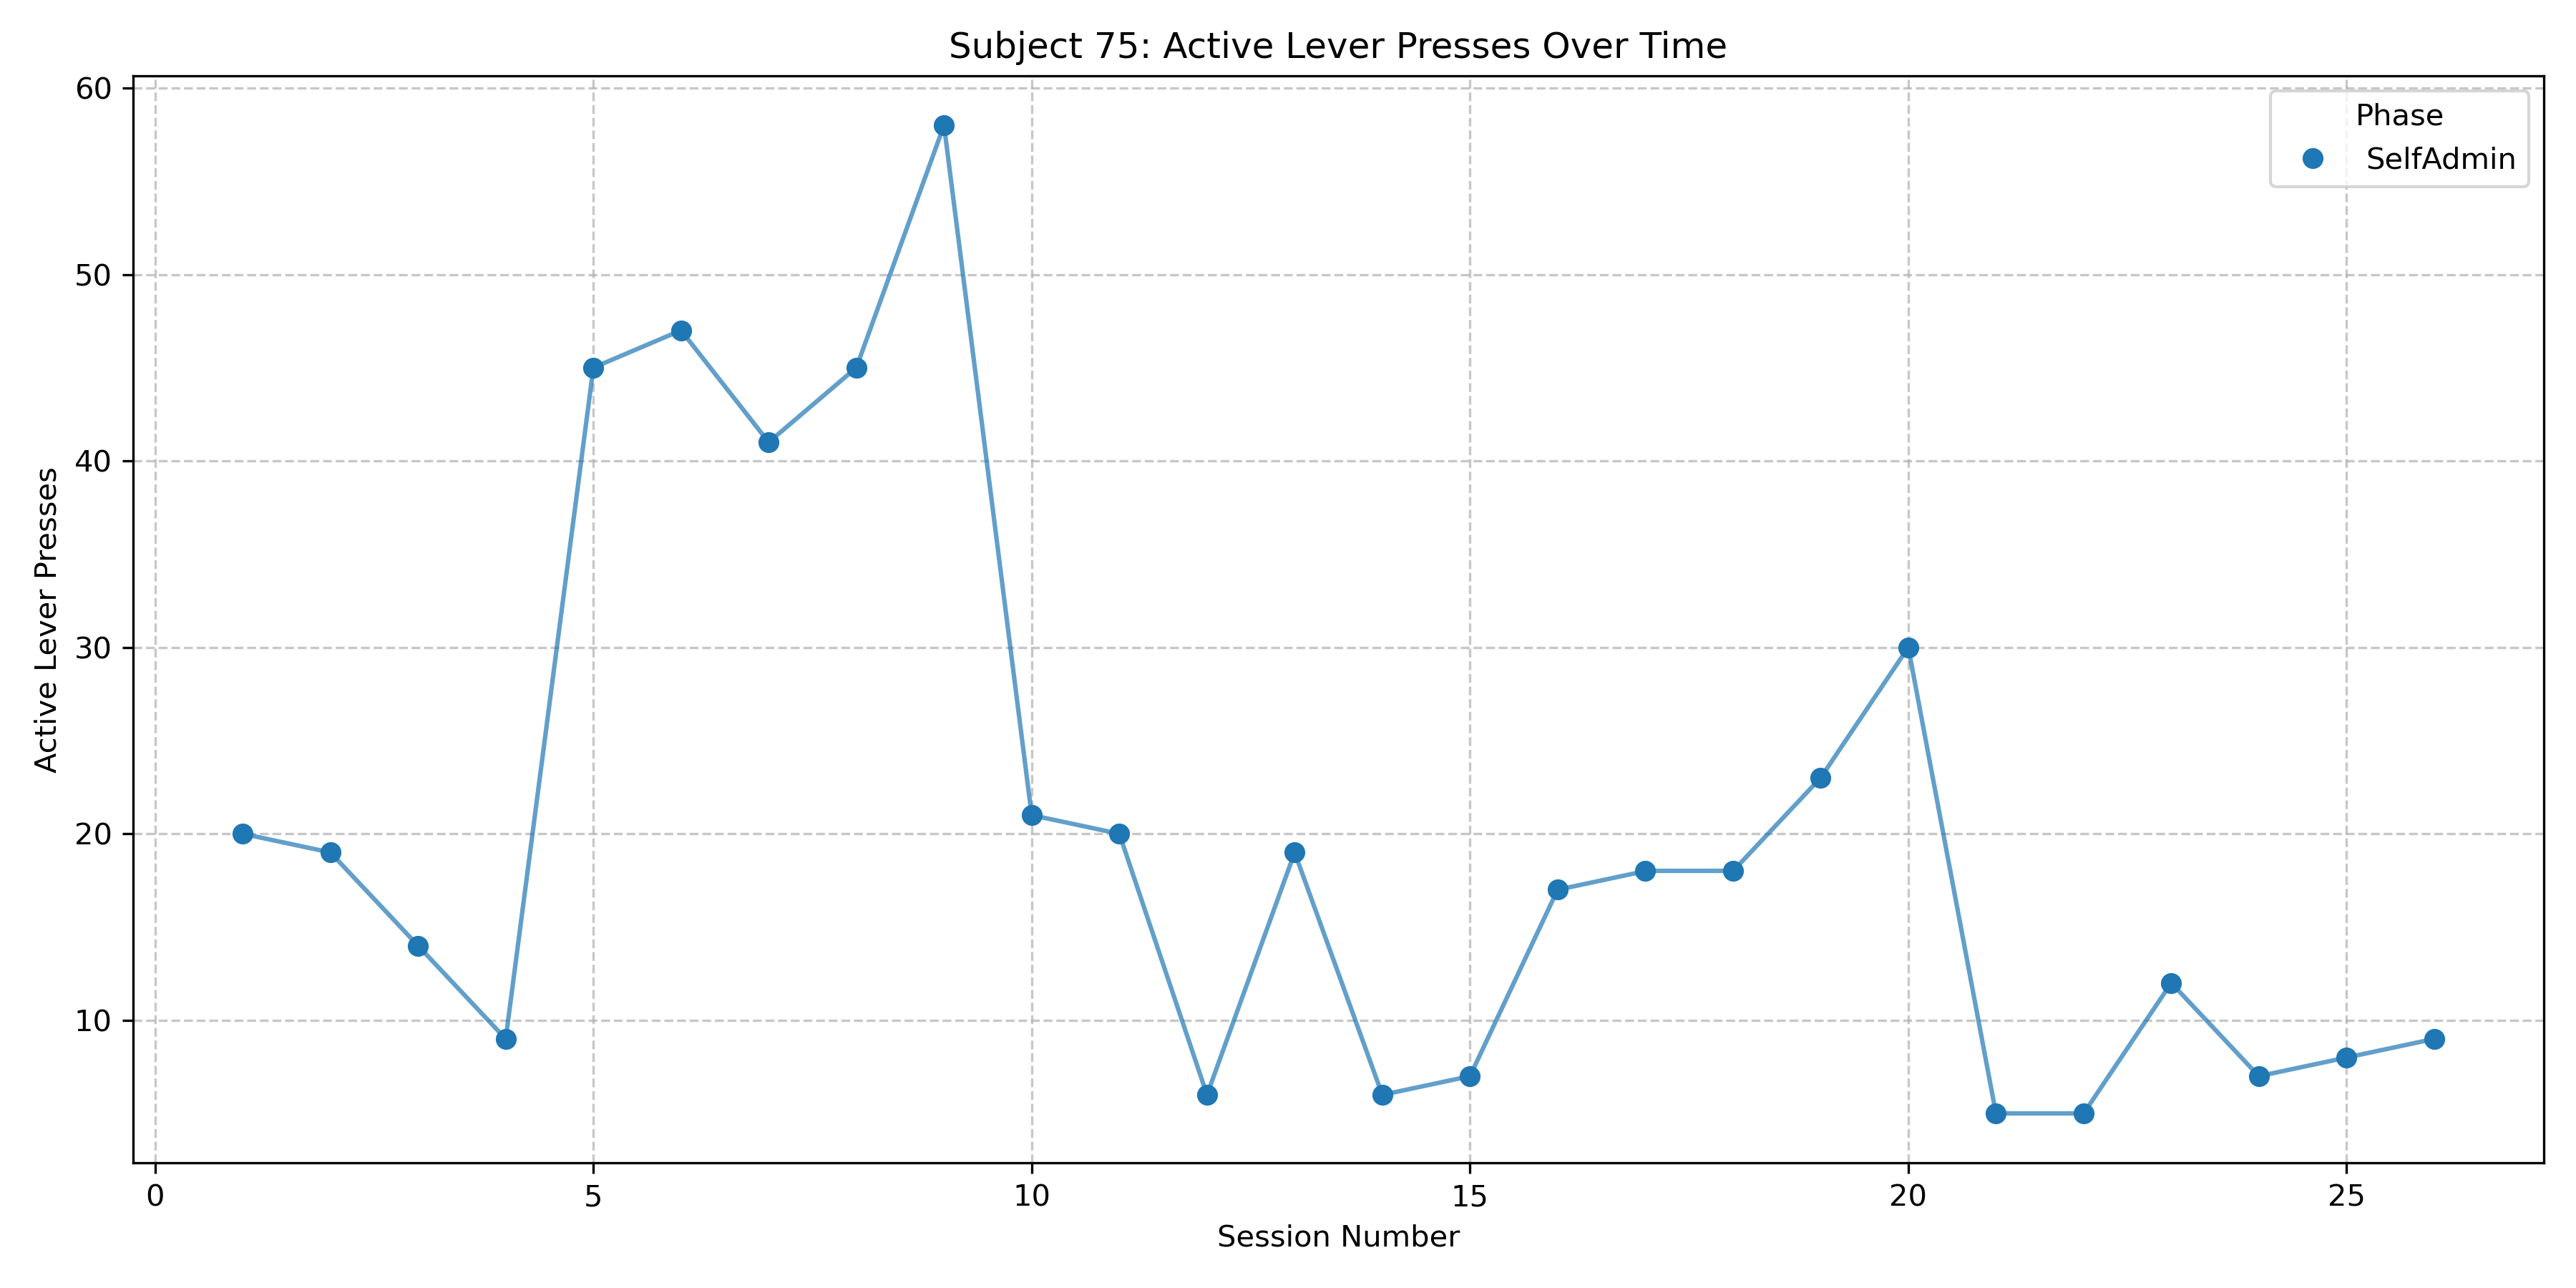 Subject 75: Active Lever Presses Over Time
Phase
SelfAdmin
Active Lever Presses
60
50
40
30
20
10
0 5 10 15 20 25
Session Number